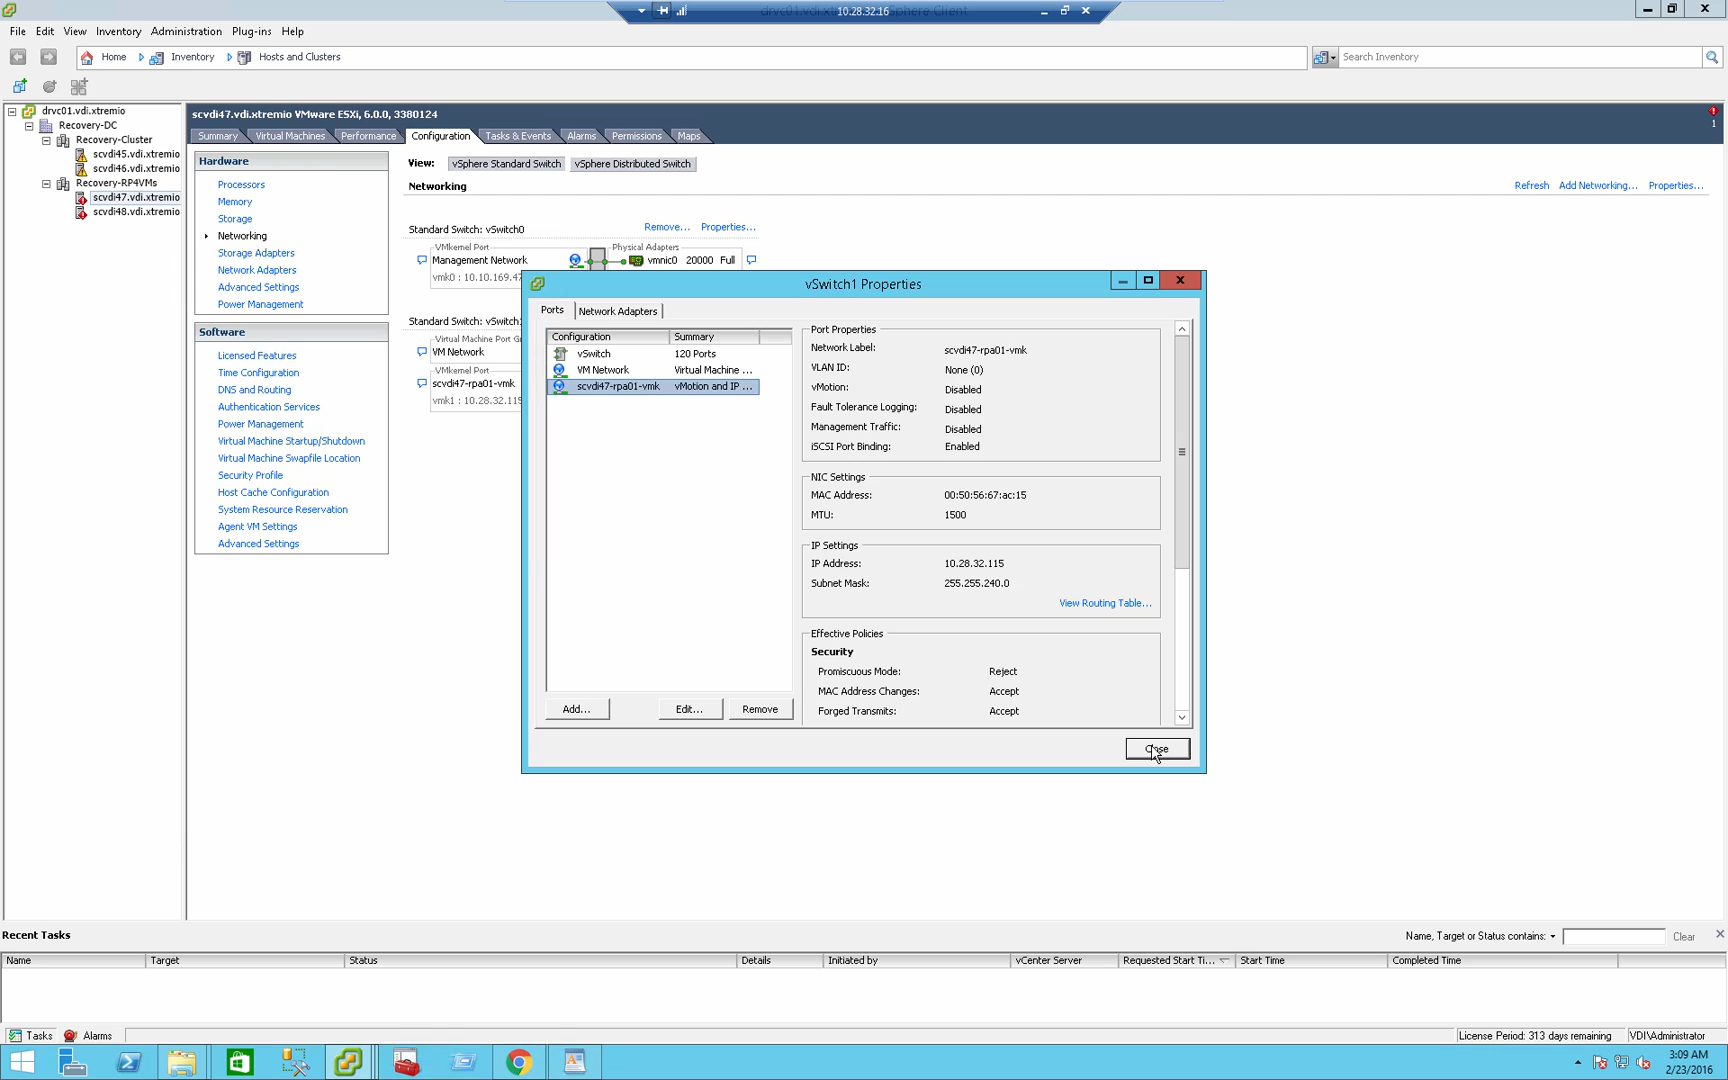 drvc01.vdi.xtremio - vSphere Client
10.28.32.16
File Edit View Inventory Administration Plug-ins Help
Home Inventory Hosts and Clusters
Search Inventory
drvc01.vdi.xtremio
Recovery-DC
Recovery-Cluster
scvdi45.vdi.xtremio
scvdi46.vdi.xtremio
Recovery-RP4VMs
scvdi47.vdi.xtremio
scvdi48.vdi.xtremio
scvdi47.vdi.xtremio VMware ESXi, 6.0.0, 3380124
1
Summary Virtual Machines Performance Configuration Tasks & Events Alarms Permissions Maps
Hardware
Processors
Memory
Storage
Networking
Storage Adapters
Network Adapters
Advanced Settings
Power Management
Software
Licensed Features
Time Configuration
DNS and Routing
Authentication Services
Power Management
Virtual Machine Startup/Shutdown
Virtual Machine Swapfile Location
Security Profile
Host Cache Configuration
System Resource Reservation
Agent VM Settings
Advanced Settings
View: vSphere Standard Switch vSphere Distributed Switch
Networking
Refresh Add Networking... Properties...
Standard Switch: vSwitch0 Remove... Properties...
VMkernel Port Physical Adapters
Management Network vmnic0 20000 Full
vmk0 : 10.10.169.47
Standard Switch: vSwitch1
Virtual Machine Port Gr
VM Network
VMkernel Port
scvdi47-rpa01-vmk
vmk1 : 10.28.32.115
vSwitch1 Properties
Ports Network Adapters
Configuration Summary
vSwitch 120 Ports
VM Network Virtual Machine ...
scvdi47-rpa01-vmk vMotion and IP ...
Add... Edit... Remove
Port Properties
Network Label: scvdi47-rpa01-vmk
VLAN ID: None (0)
vMotion: Disabled
Fault Tolerance Logging: Disabled
Management Traffic: Disabled
iSCSI Port Binding: Enabled
NIC Settings
MAC Address: 00:50:56:67:ac:15
MTU: 1500
IP Settings
IP Address: 10.28.32.115
Subnet Mask: 255.255.240.0
View Routing Table...
Effective Policies
Security
Promiscuous Mode: Reject
MAC Address Changes: Accept
Forged Transmits: Accept
Close
Recent Tasks
Name, Target or Status contains: Clear
Name Target Status Details Initiated by vCenter Server Requested Start Ti... Start Time Completed Time
Tasks Alarms
License Period: 313 days remaining VDI\Administrator
3:09 AM
2/23/2016